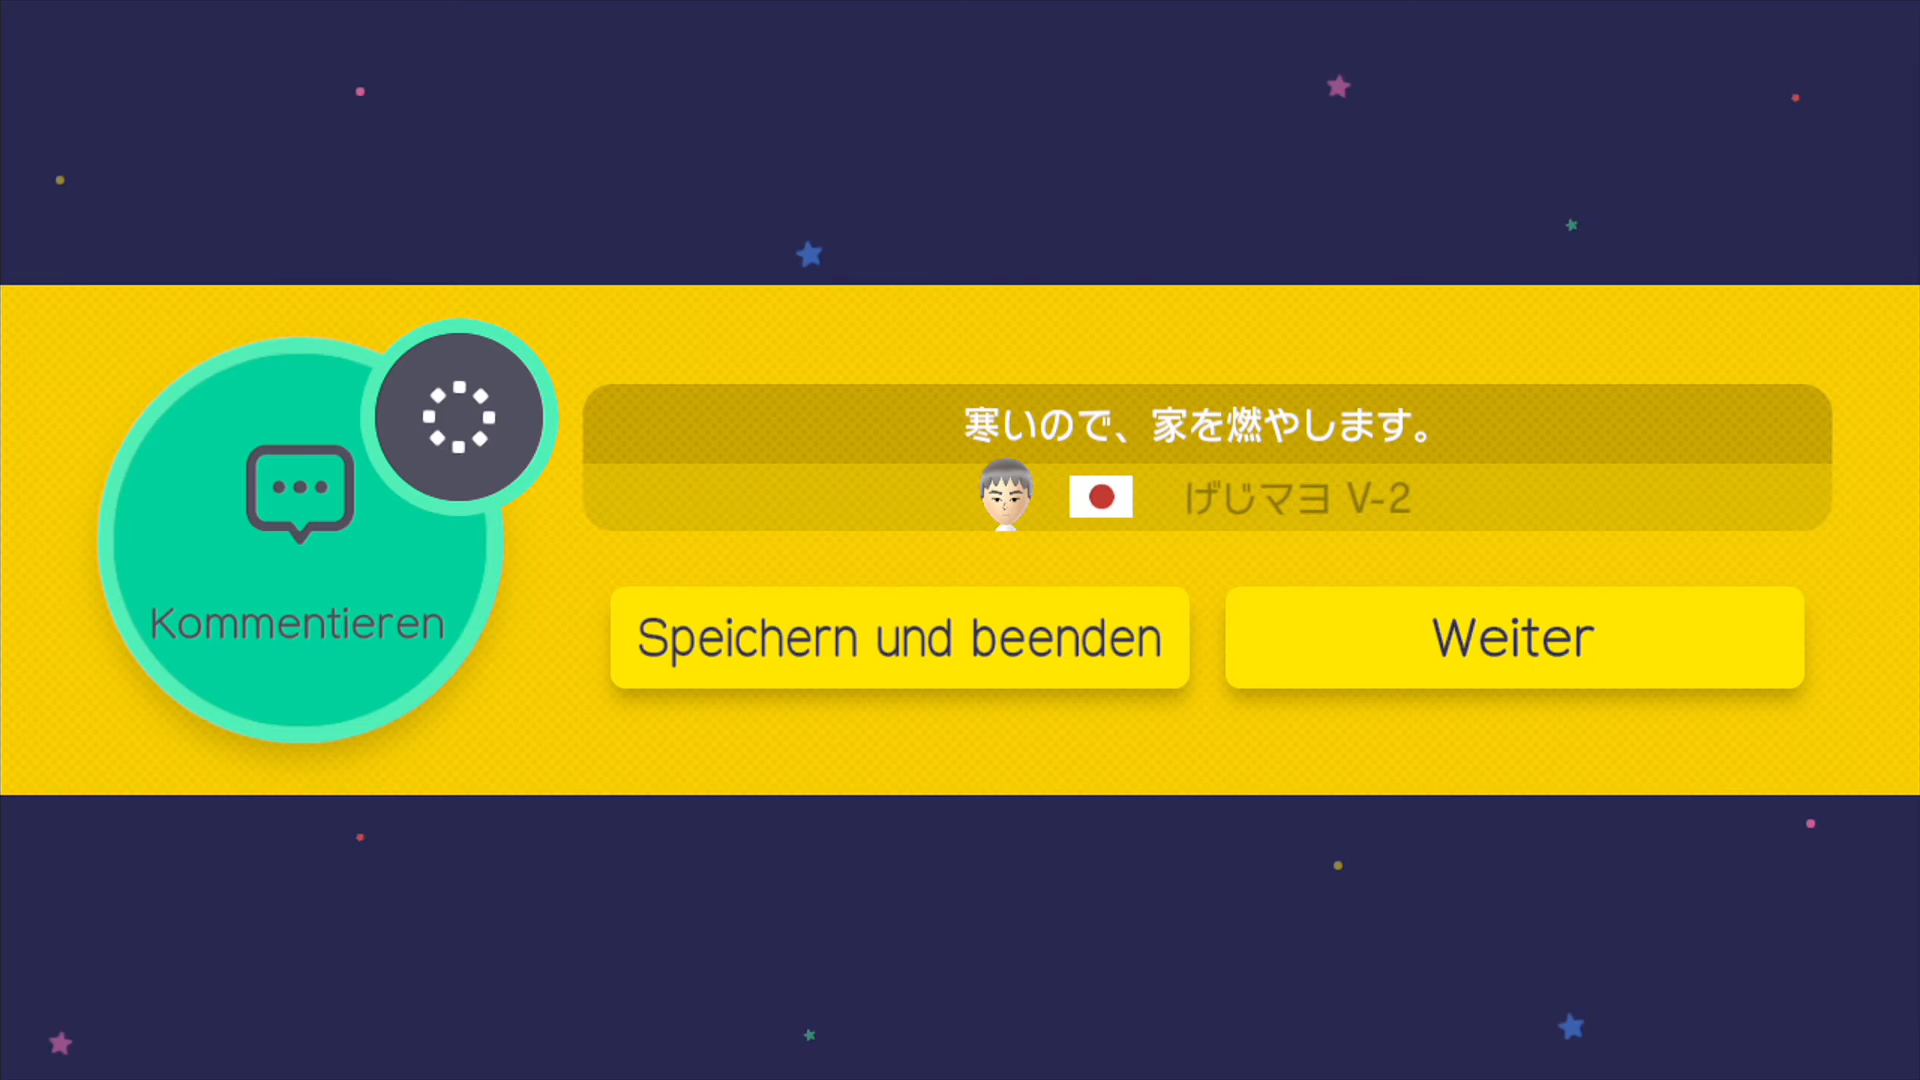 寒いので、家を燃やします。
げじマヨ V-2
Kommentieren
Speichern und beenden
Weiter